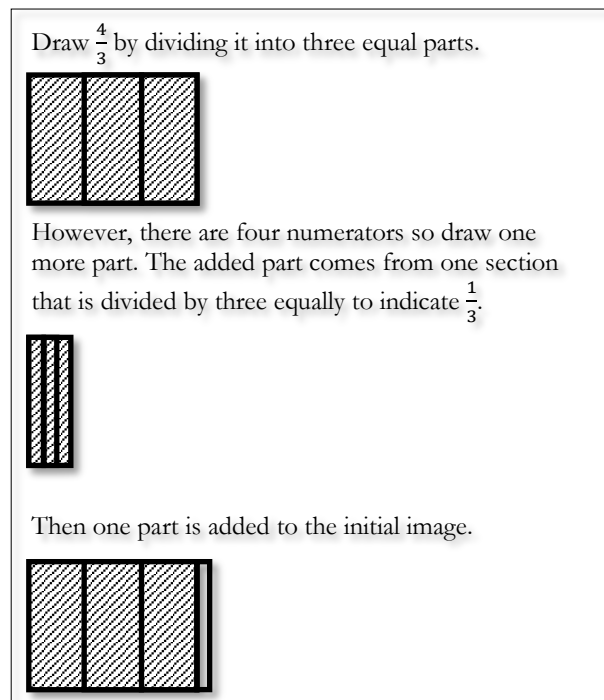 Draw 4/3 by dividing it into three equal parts.
However, there are four numerators so draw one
more part. The added part comes from one section
that is divided by three equally to indicate 1/3.
Then one part is added to the initial image.